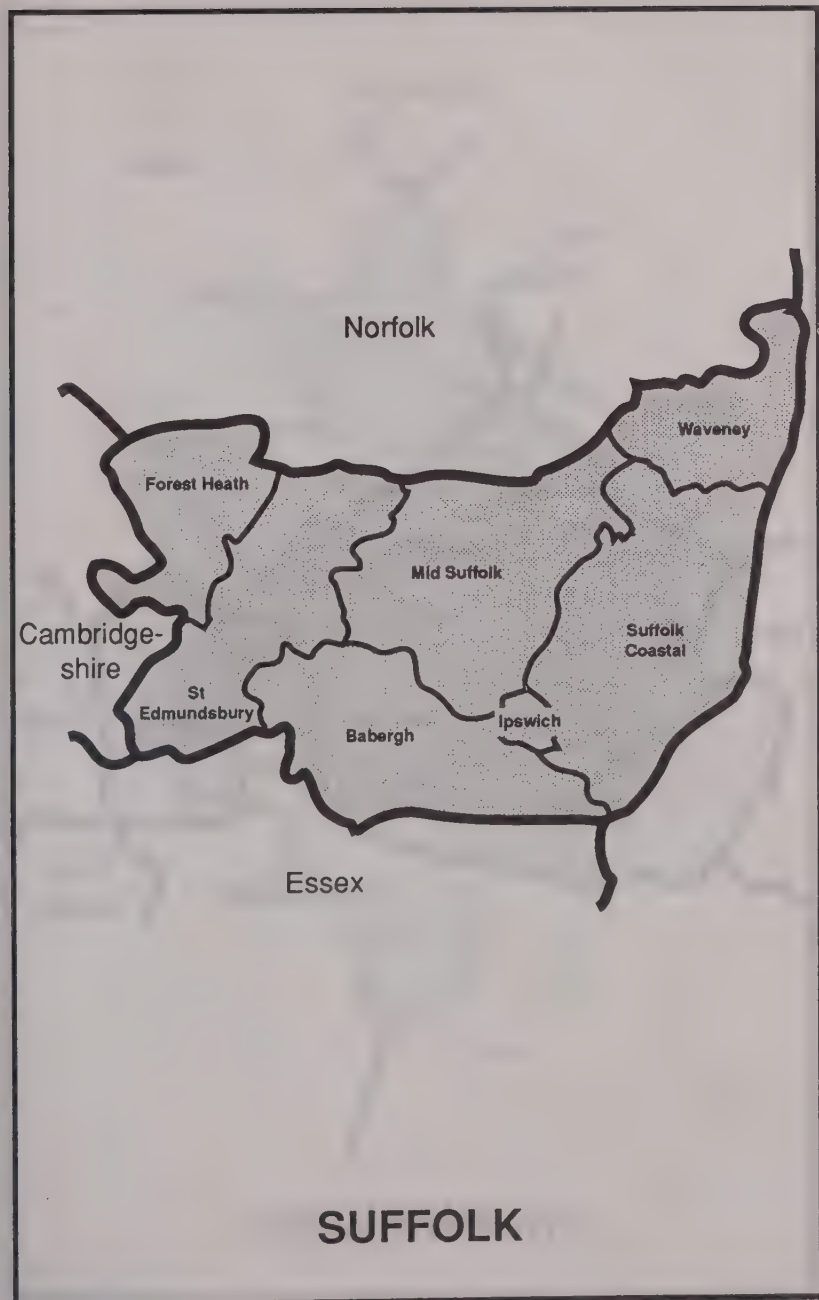 Norfolk
Waveney
Forest Heath
Mid Suffolk
Suffolk
Coastal
Cambridge-
shire
St
Edmundsbury
Ipswich
Babergh
Essex
SUFFOLK